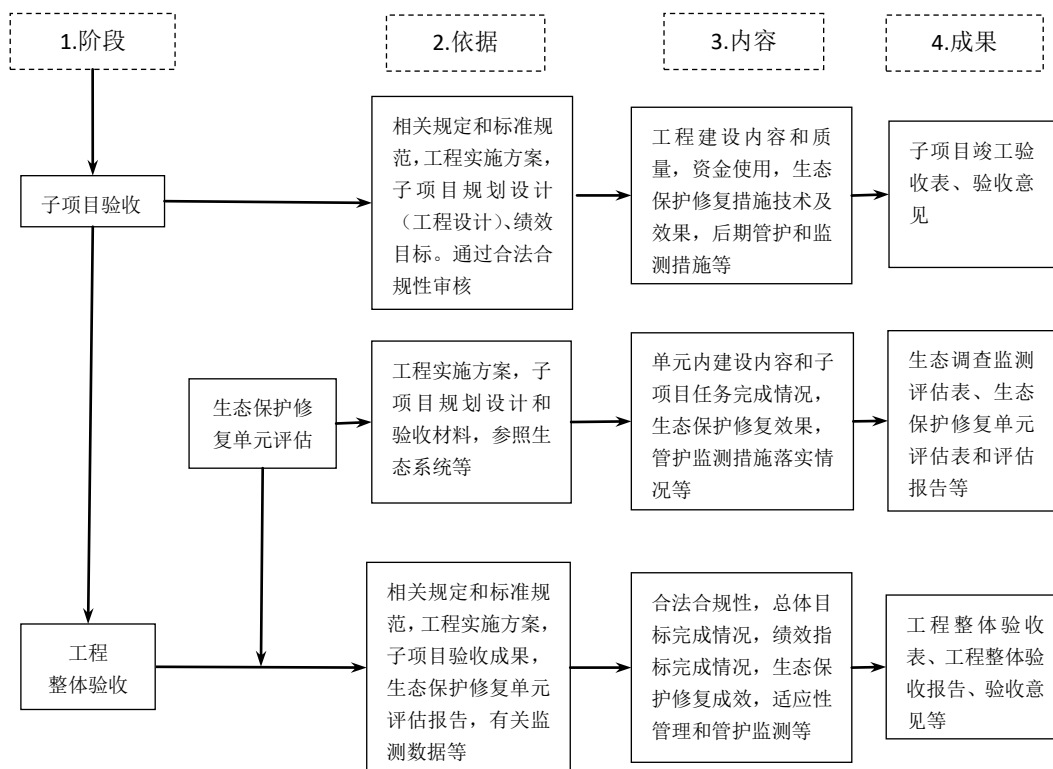 1.阶段
2.依据
3.内容
4.成果
子项目验收
相关规定和标准规
范,工程实施方案,
子项目规划设计
（工程设计）、绩效
目标。通过合法合
规性审核
工程建设内容和质
量，资金使用，生态
保护修复措施技术及
效果，后期管护和监
测措施等
子项目竣工验
收表、验收意
见
生态保护修
复单元评估
工程实施方案，子
项目规划设计和
验收材料，参照生
态系统等
单元内建设内容和子
项目任务完成情况，
生态保护修复效果，
管护监测措施落实情
况等
生态调查监测
评估表、生态
保护修复单元
评估表和评估
报告等
工程
整体验收
相关规定和标准规
范,工程实施方案，
子项目验收成果，
生态保护修复单元
评估报告，有关监
测数据等
合法合规性，总体目
标完成情况，绩效指
标完成情况，生态保
护修复成效，适应性
管理和管护监测等
工程整体验收
表、工程整体验
收报告、验收意
见等